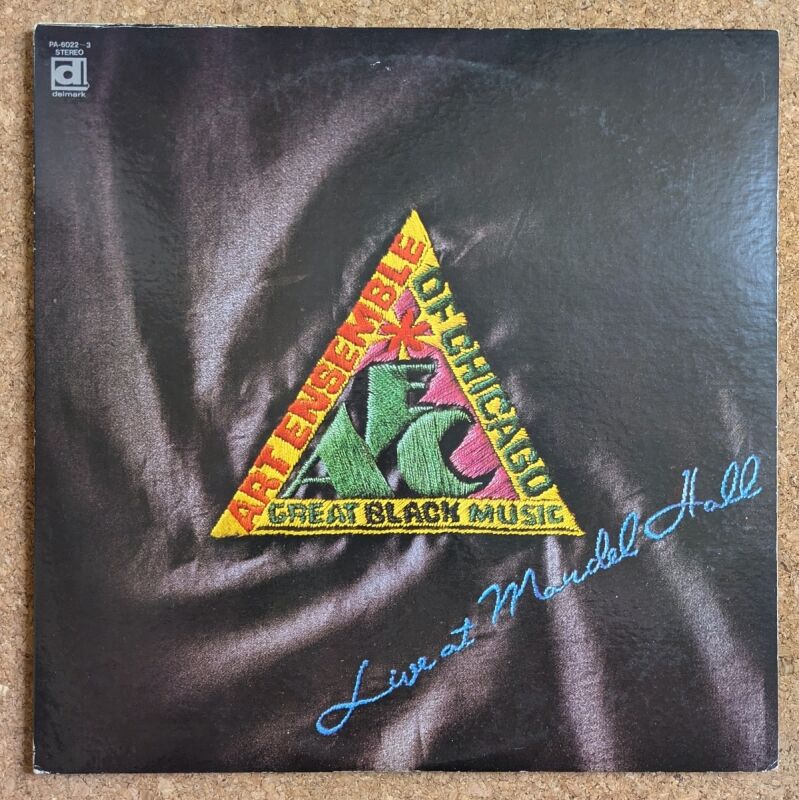 PA-6022~3
STEREO
d
delmark
ART ENSEMBLE
OF CHICAGO
AEC
GREAT BLACK MUSIC
Live at Mandel Hall